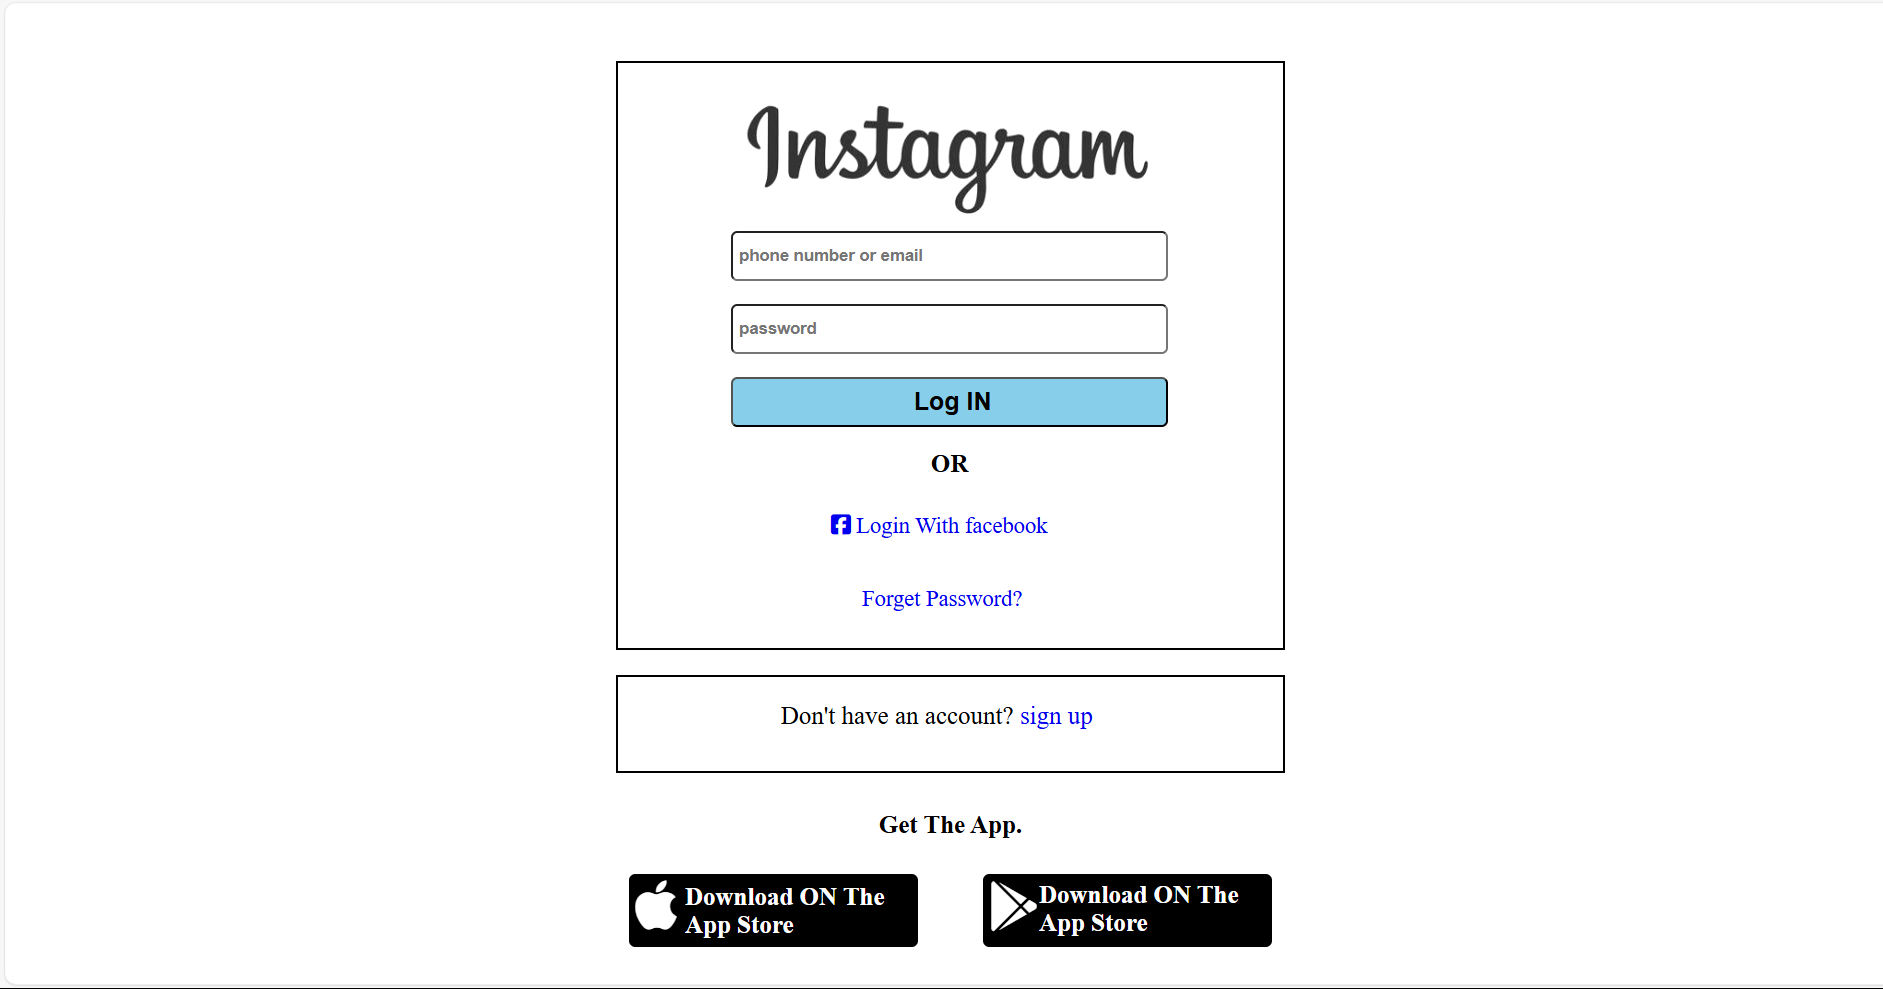 Instagram
phone number or email
password
Log IN
OR
Login With facebook
Forget Password?
Don't have an account? sign up
Get The App.
Download ON The
App Store
Download ON The
App Store